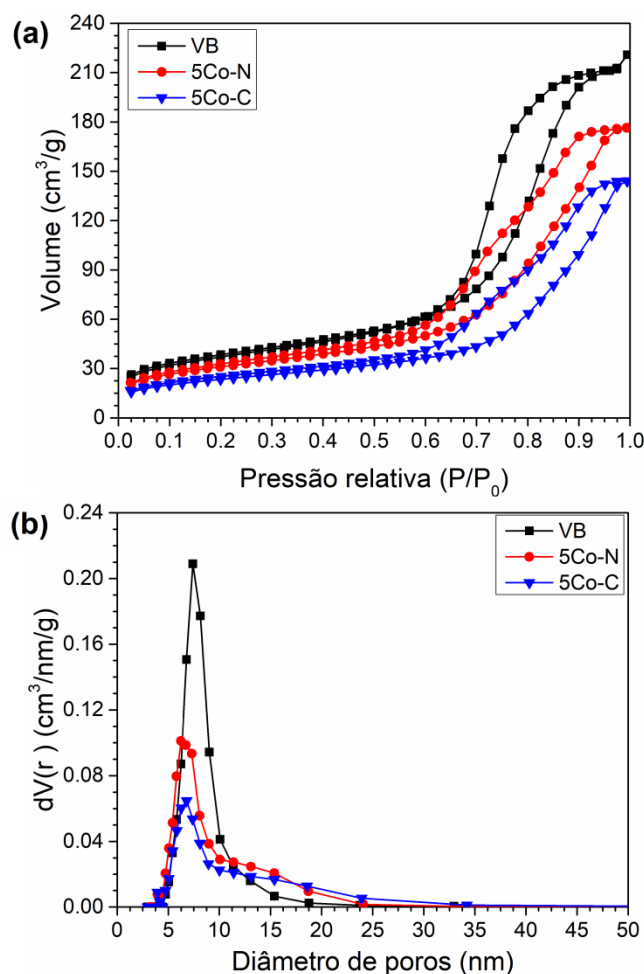 (a)
VB
5Co-N
5Co-C
240
210
180
150
120
90
60
30
0
Volume (cm³/g)
0.0 0.1 0.2 0.3 0.4 0.5 0.6 0.7 0.8 0.9 1.0
Pressão relativa (P/P₀)
(b)
VB
5Co-N
5Co-C
0.24
0.20
0.16
0.12
0.08
0.04
0.00
dV(r ) (cm³/nm/g)
0 5 10 15 20 25 30 35 40 45 50
Diâmetro de poros (nm)